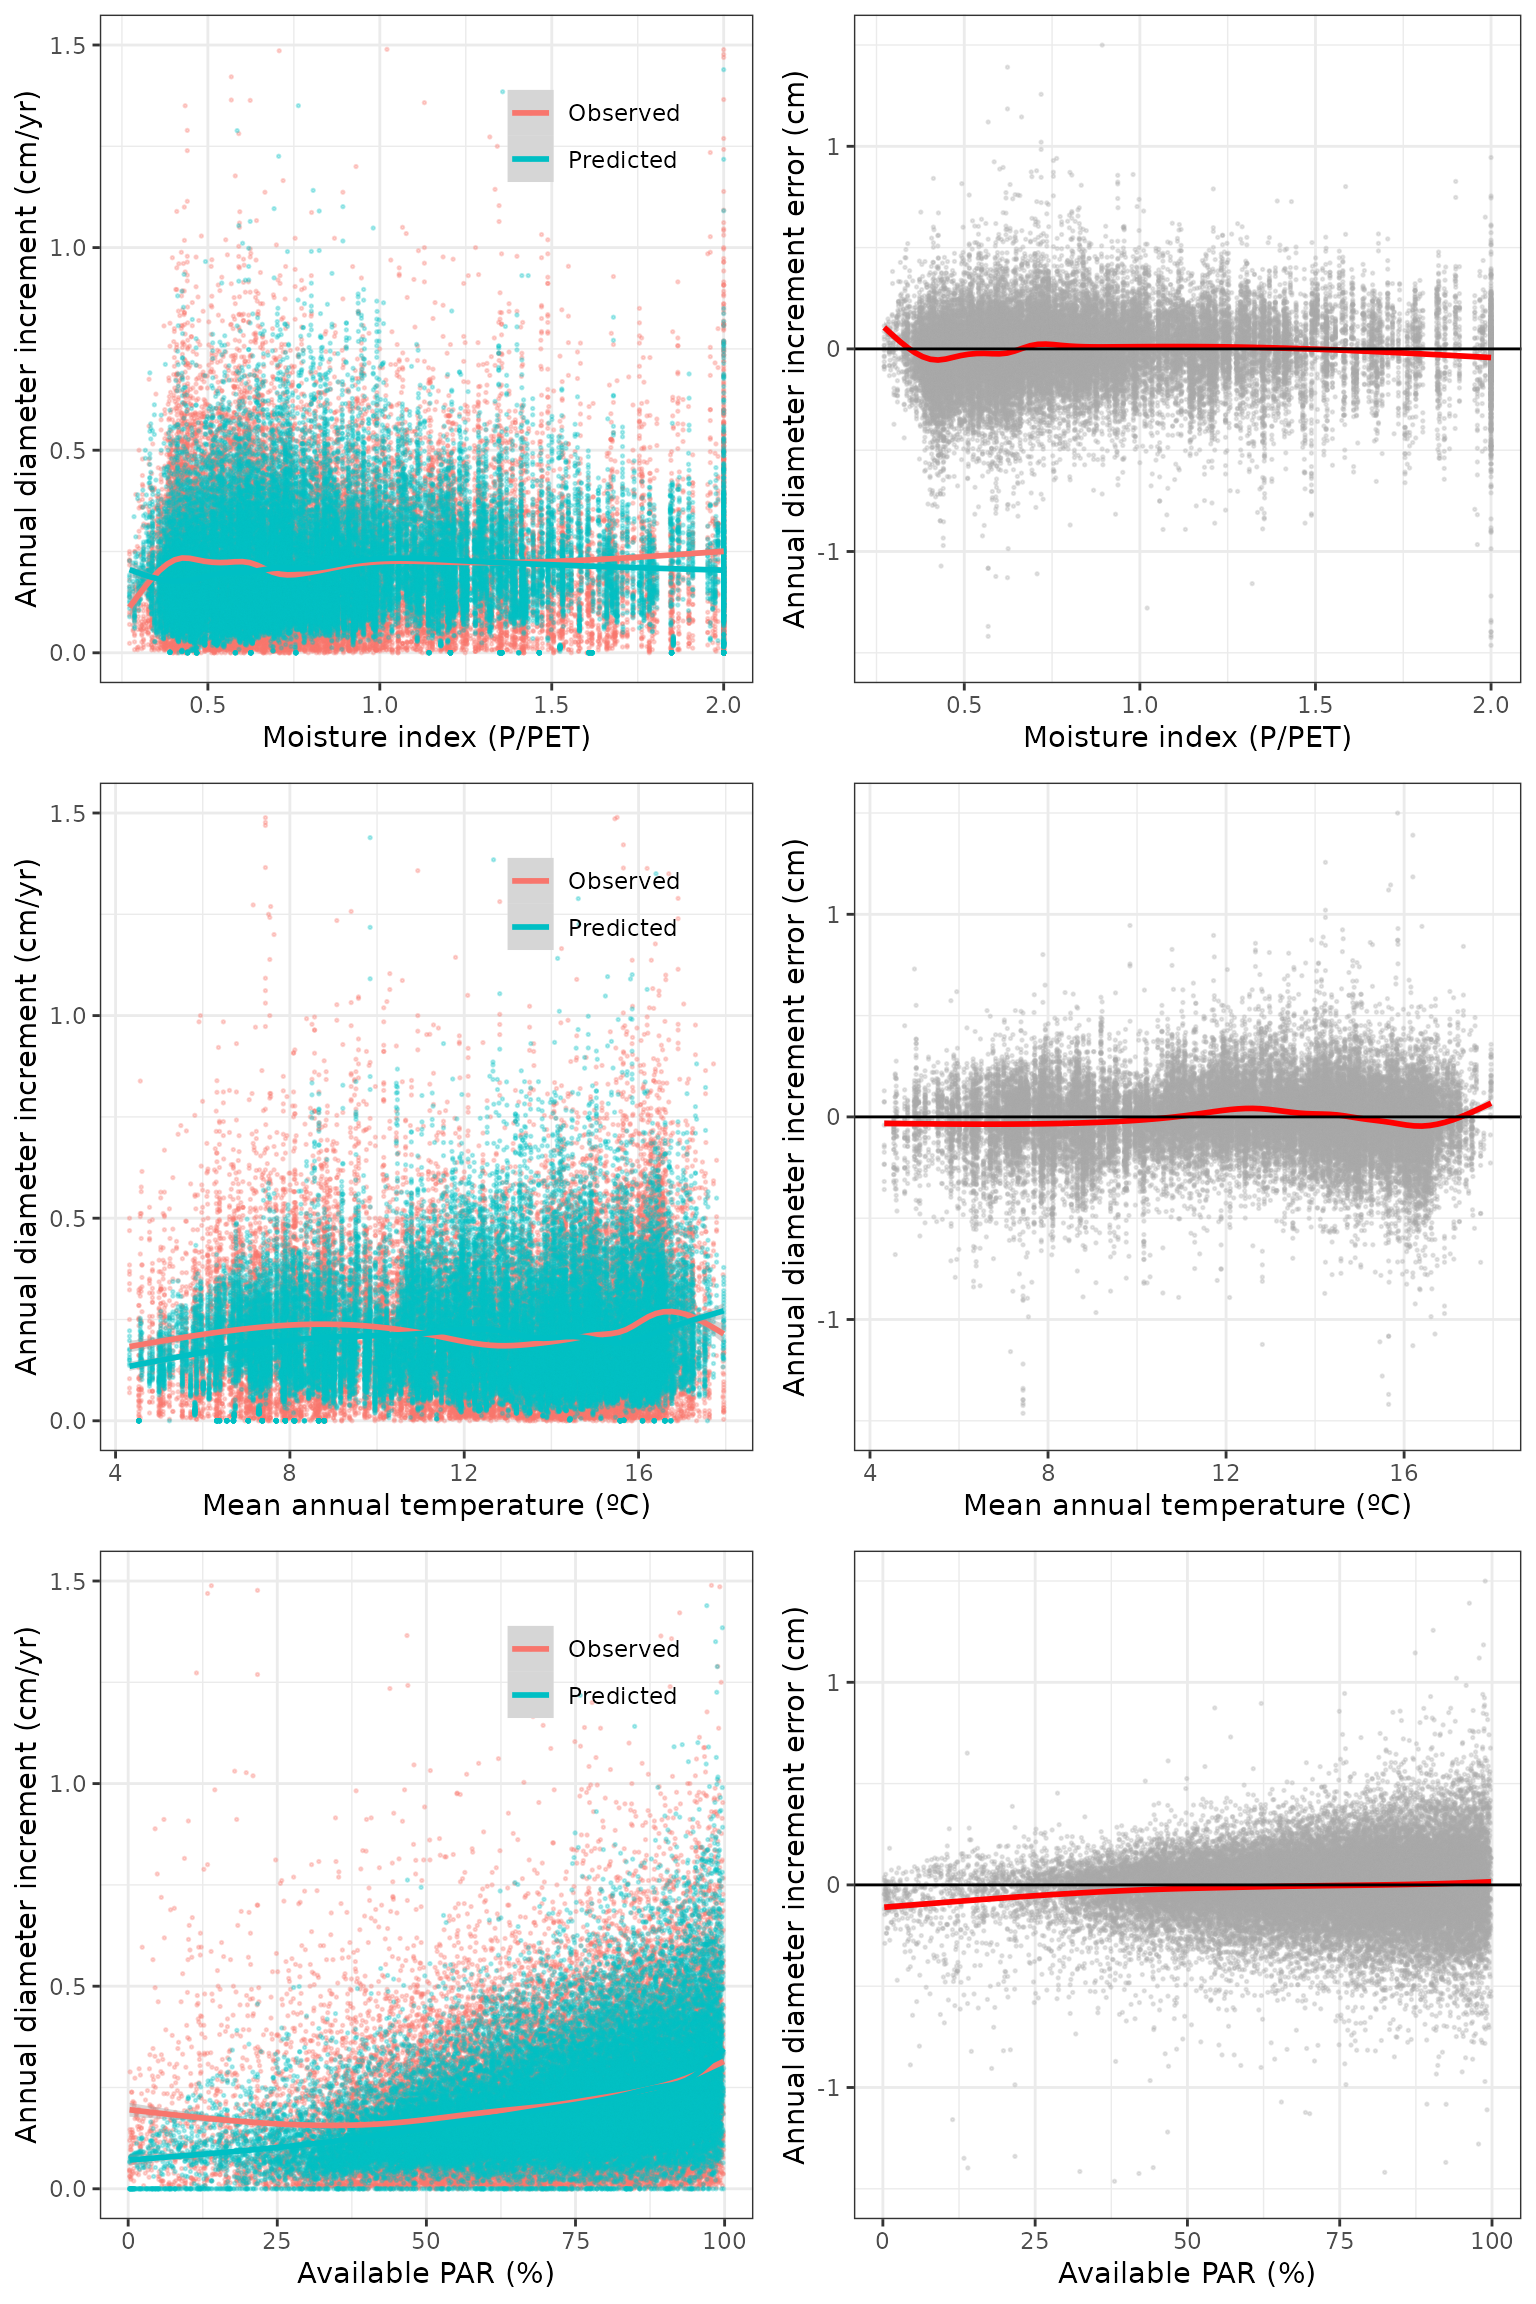 Annual diameter increment (cm/yr)
1.5
1.0
0.5
0.0
Observed
Predicted
0.5 1.0 1.5 2.0
Moisture index (P/PET)
Annual diameter increment error (cm)
1
0
-1
0.5 1.0 1.5 2.0
Moisture index (P/PET)
Annual diameter increment (cm/yr)
1.5
1.0
0.5
0.0
Observed
Predicted
4 8 12 16
Mean annual temperature (ºC)
Annual diameter increment error (cm)
1
0
-1
4 8 12 16
Mean annual temperature (ºC)
Annual diameter increment (cm/yr)
1.5
1.0
0.5
0.0
Observed
Predicted
0 25 50 75 100
Available PAR (%)
Annual diameter increment error (cm)
1
0
-1
0 25 50 75 100
Available PAR (%)